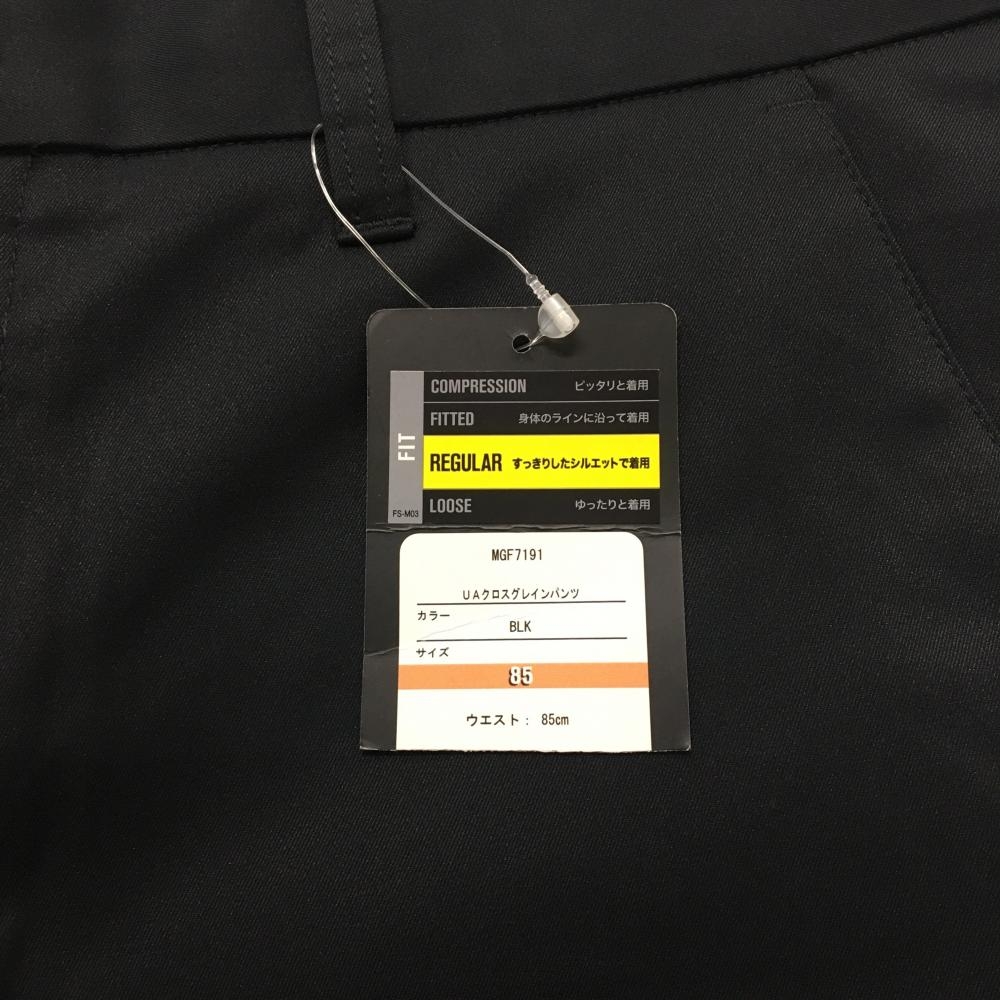 COMPRESSION ピッタリと着用
FITTED 身体のラインに沿って着用
FIT
REGULAR すっきりしたシルエットで着用
FS-M03
LOOSE ゆったりと着用
MGF7191
UAクロスグレインパンツ
カラー
BLK
サイズ
85
ウエスト： 85cm